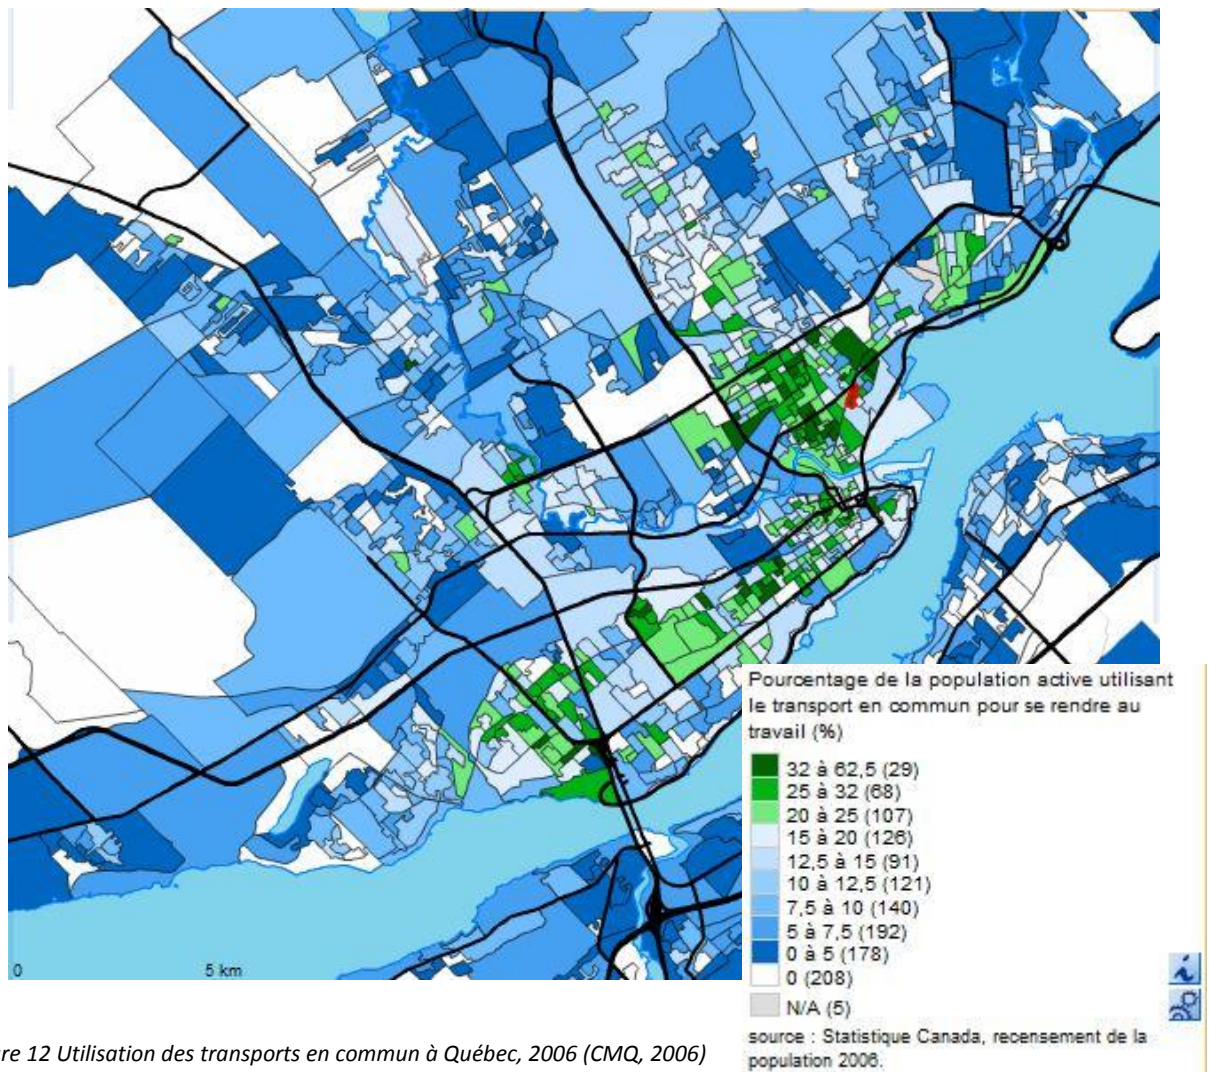 0 5 km
Pourcentage de la population active utilisant
le transport en commun pour se rendre au
travail (%)
32 à 62,5 (29)
25 à 32 (68)
20 à 25 (107)
15 à 20 (126)
12,5 à 15 (91)
10 à 12,5 (121)
7,5 à 10 (140)
5 à 7,5 (192)
0 à 5 (178)
0 (208)
N/A (5)
source : Statistique Canada, recensement de la
population 2006.
re 12 Utilisation des transports en commun à Québec, 2006 (CMQ, 2006)